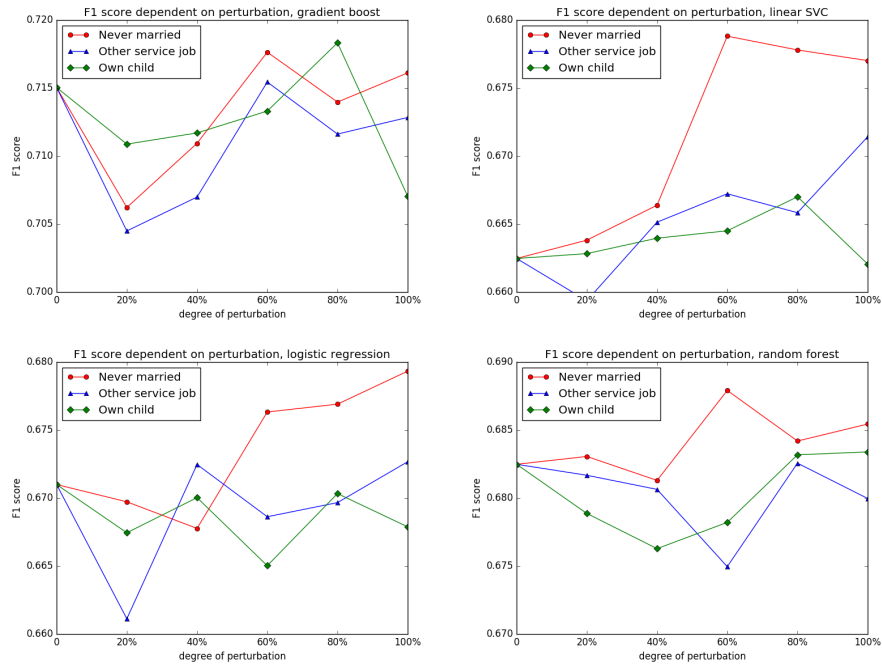 F1 score dependent on perturbation, gradient boost
0.720
0.715
0.710
0.705
0.700
F1 score
Never married
Other service job
Own child
0
20%
40%
60%
80%
100%
degree of perturbation
F1 score dependent on perturbation, linear SVC
0.680
0.675
0.670
0.665
0.660
F1 score
Never married
Other service job
Own child
0
20%
40%
60%
80%
100%
degree of perturbation
F1 score dependent on perturbation, logistic regression
0.680
0.675
0.670
0.665
0.660
F1 score
Never married
Other service job
Own child
0
20%
40%
60%
80%
100%
degree of perturbation
F1 score dependent on perturbation, random forest
0.690
0.685
0.680
0.675
0.670
F1 score
Never married
Other service job
Own child
0
20%
40%
60%
80%
100%
degree of perturbation